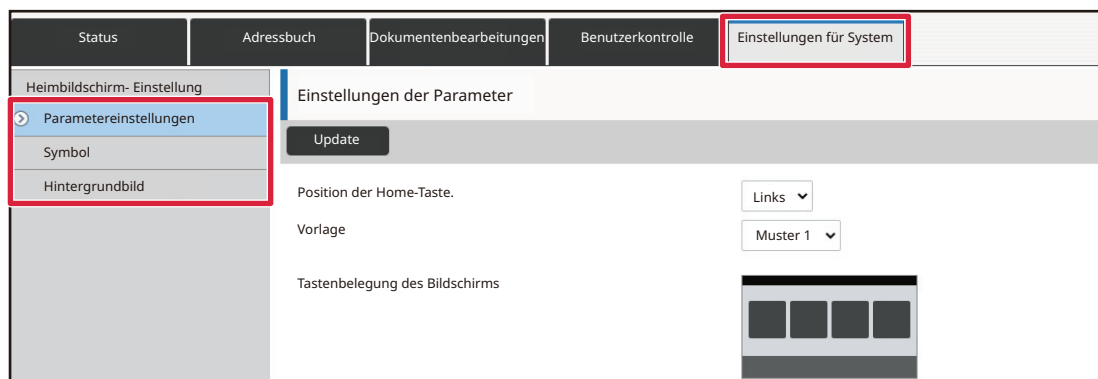 Status
Adressbuch
Dokumentenbearbeitungen
Benutzerkontrolle
Einstellungen für System
Heimbildschirm- Einstellung
Parametereinstellungen
Symbol
Hintergrundbild
Einstellungen der Parameter
Update
Position der Home-Taste.
Links
Vorlage
Muster 1
Tastenbelegung des Bildschirms